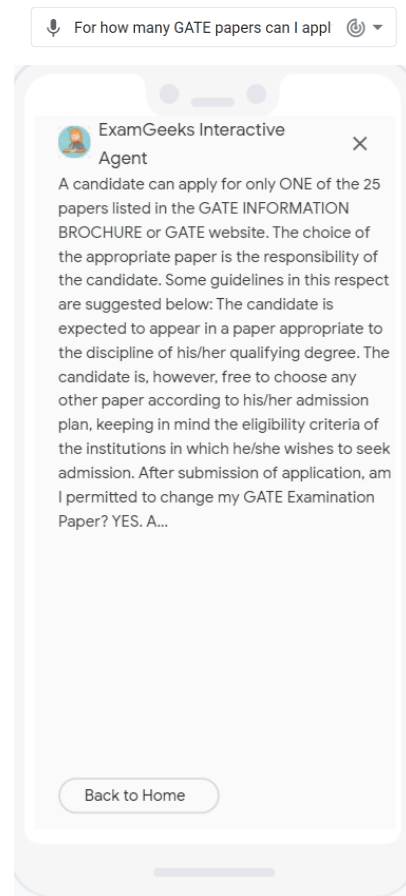 For how many GATE papers can I appl
ExamGeeks Interactive
Agent
A candidate can apply for only ONE of the 25
papers listed in the GATE INFORMATION
BROCHURE or GATE website. The choice of
the appropriate paper is the responsibility of
the candidate. Some guidelines in this respect
are suggested below: The candidate is
expected to appear in a paper appropriate to
the discipline of his/her qualifying degree. The
candidate is, however, free to choose any
other paper according to his/her admission
plan, keeping in mind the eligibility criteria of
the institutions in which he/she wishes to seek
admission. After submission of application, am
I permitted to change my GATE Examination
Paper? YES. A...
Back to Home